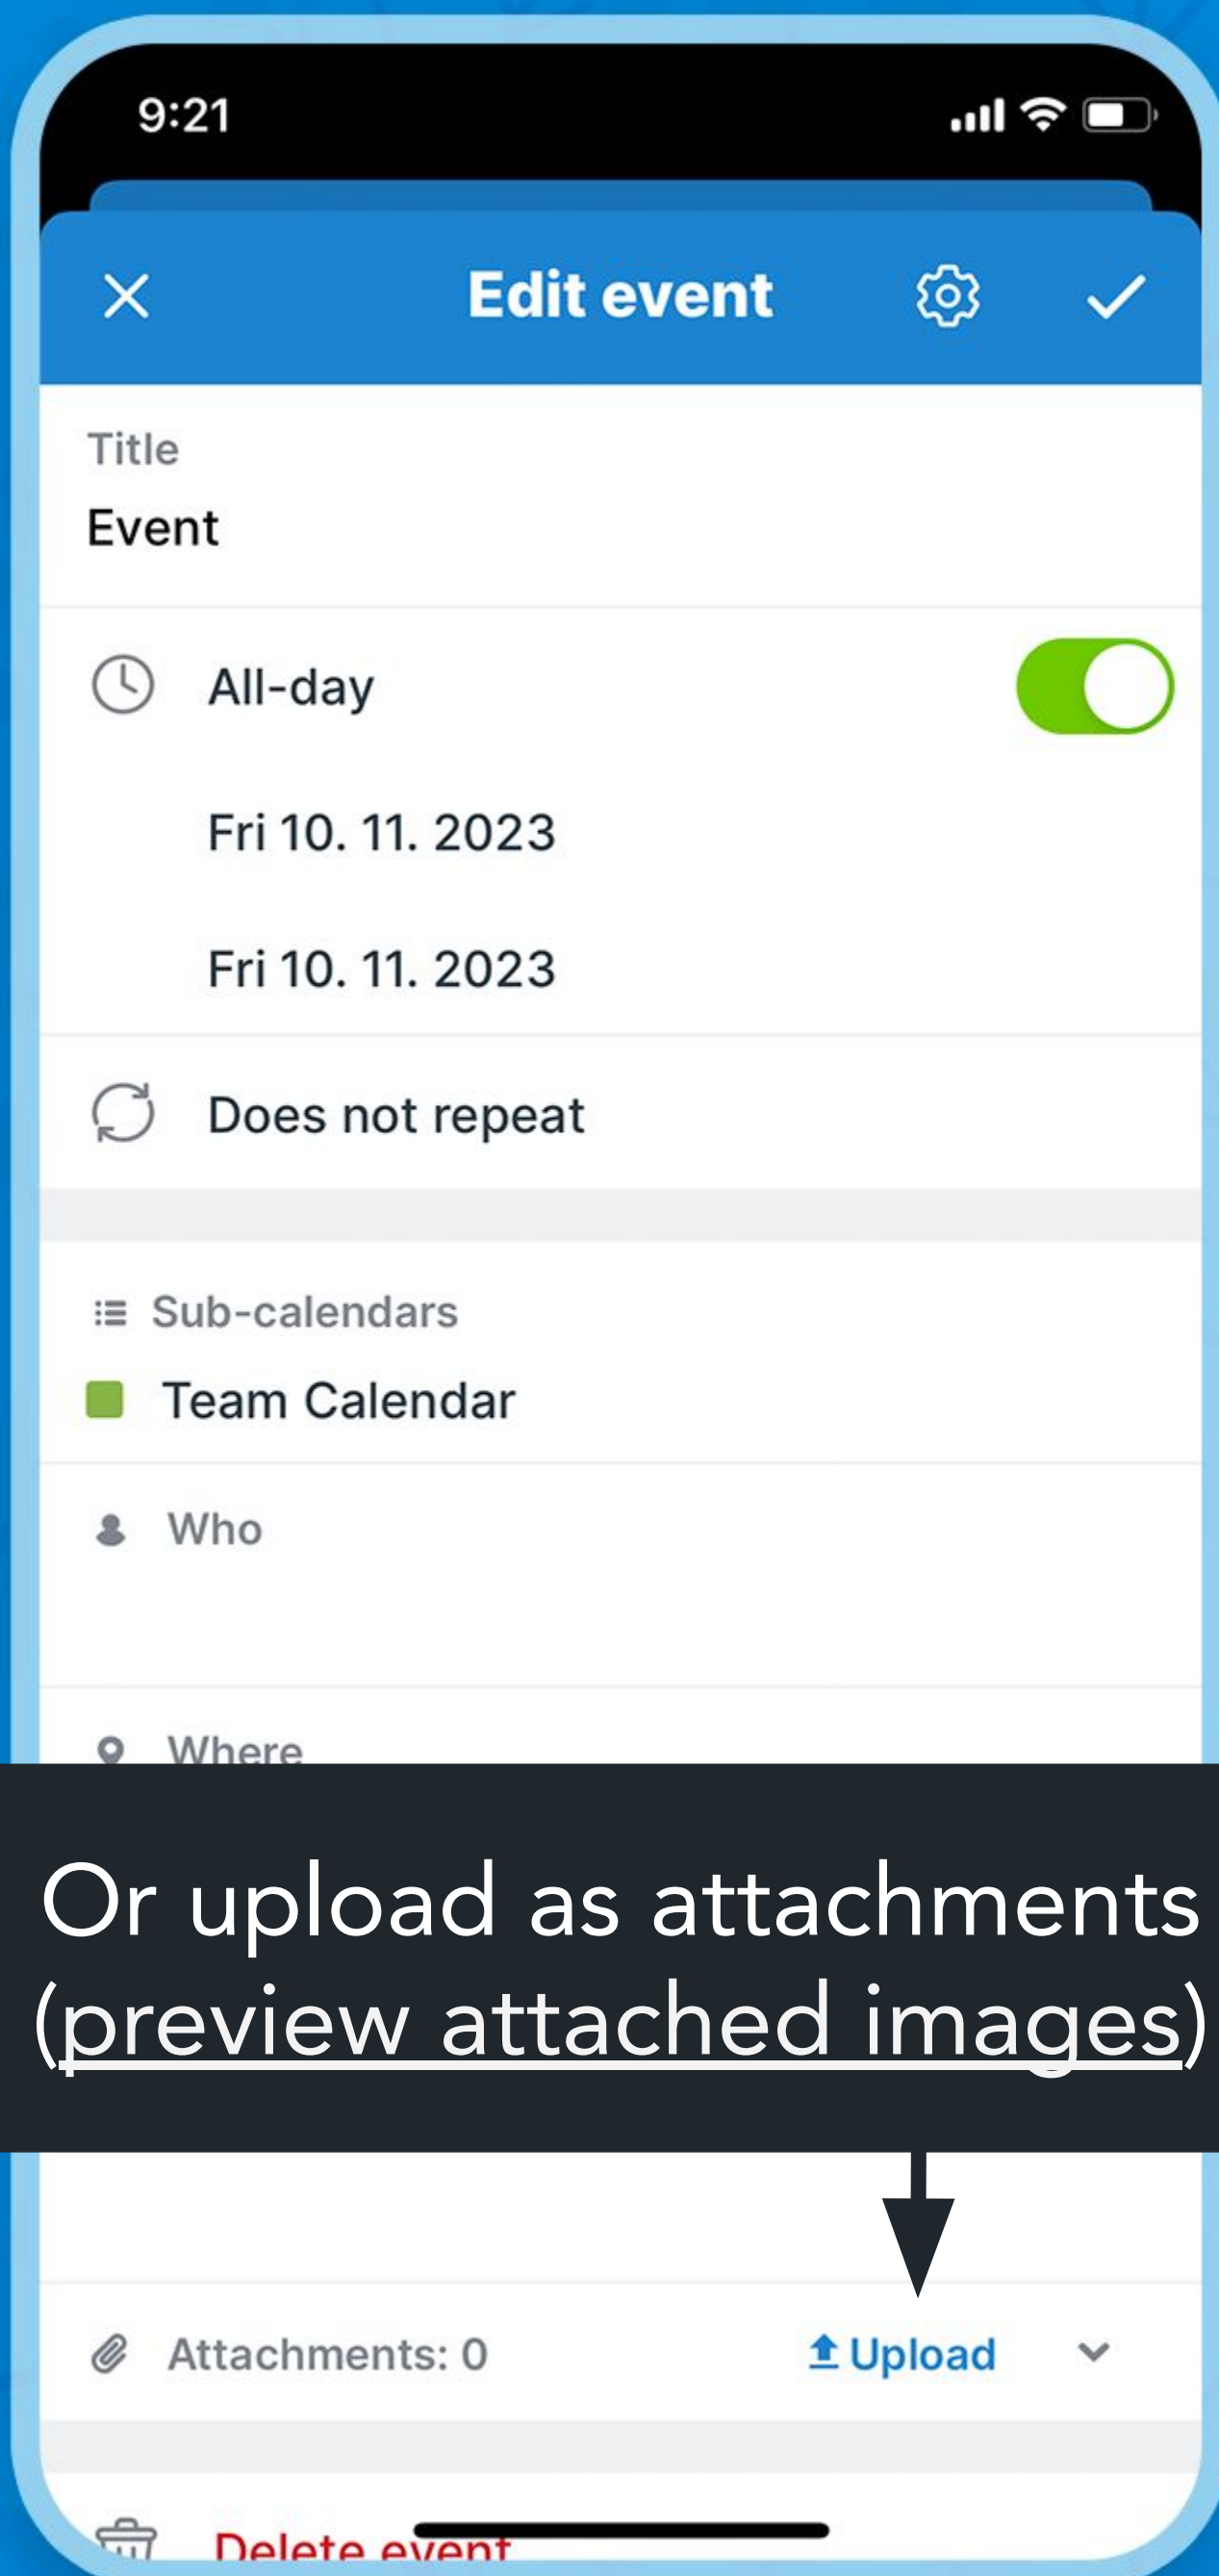 9:21
Edit event
Title
Event
All-day
Fri 10. 11. 2023
Fri 10. 11. 2023
Does not repeat
Sub-calendars
Team Calendar
Who
Where
Or upload as attachments
(preview attached images)
Attachments: 0
Upload
Delete event